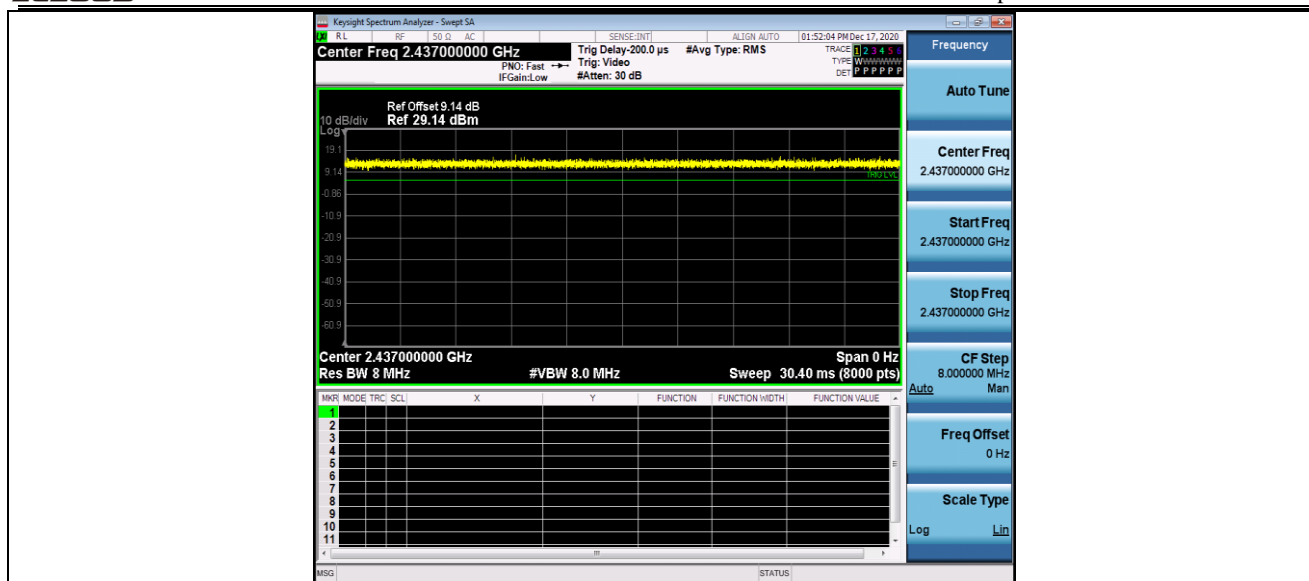 Keysight Spectrum Analyzer - Swept SA
RL RF 50 Ω AC SENSE:INT ALIGN AUTO 01:52:04 PM Dec 17, 2020
Center Freq 2.437000000 GHz
PNO: Fast
IFGain:Low
Trig Delay-200.0 µs
Trig: Video
#Atten: 30 dB
#Avg Type: RMS
TRACE 1 2 3 4 5 6
TYPE WWWWWW
DET P P P P P P
Ref Offset 9.14 dB
10 dB/div Ref 29.14 dBm
Log
19.1
9.14
TRIG LVL
-0.86
-10.9
-20.9
-30.9
-40.9
-50.9
-60.9
Center 2.437000000 GHz Span 0 Hz
Res BW 8 MHz #VBW 8.0 MHz Sweep 30.40 ms (8000 pts)
MKR MODE TRC SCL X Y FUNCTION FUNCTION WIDTH FUNCTION VALUE
1
2
3
4
5
6
7
8
9
10
11
MSG STATUS
Frequency
Auto Tune
Center Freq
2.437000000 GHz
Start Freq
2.437000000 GHz
Stop Freq
2.437000000 GHz
CF Step
8.000000 MHz
Auto Man
Freq Offset
0 Hz
Scale Type
Log Lin